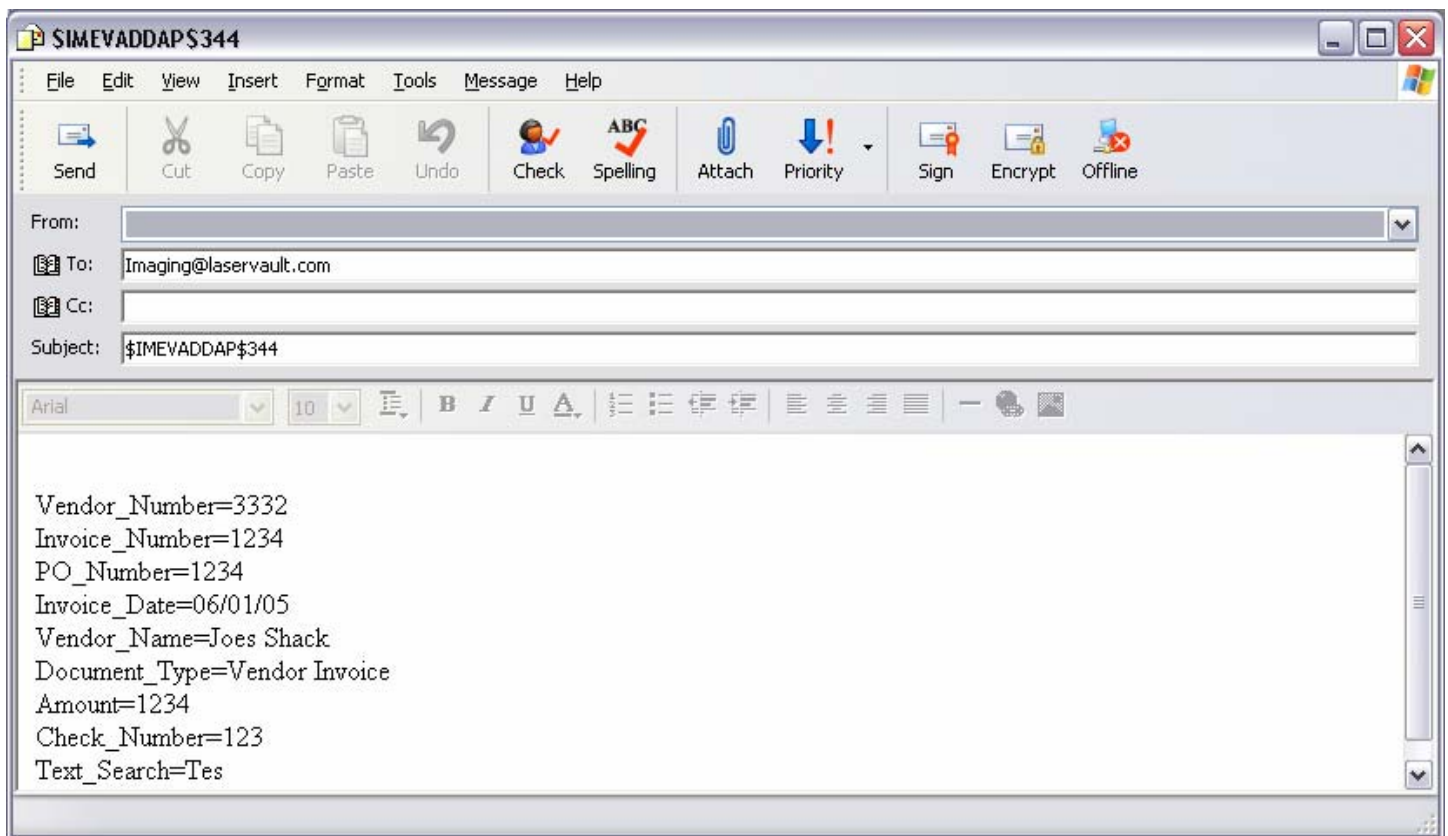 $IMEVADDAP$344
File Edit View Insert Format Tools Message Help
ABC
Send Cut Copy Paste Undo Check Spelling Attach Priority Sign Encrypt Offline
From:
To: Imaging@laservault.com
Cc:
Subject: $IMEVADDAP$344
Arial 10 B I U A
Vendor_Number=3332
Invoice_Number=1234
PO_Number=1234
Invoice_Date=06/01/05
Vendor_Name=Joes Shack
Document_Type=Vendor Invoice
Amount=1234
Check_Number=123
Text_Search=Tes